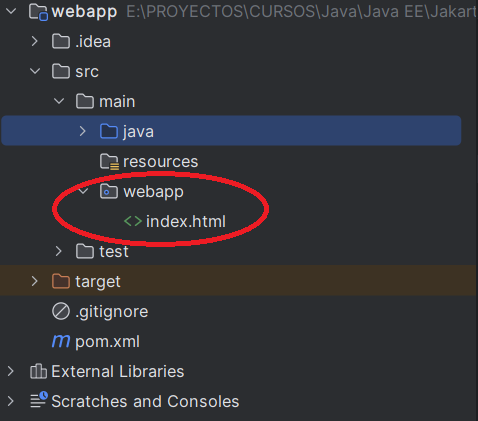 webapp E:\PROYECTOS\CURSOS\Java\Java EE\Jakart
.idea
src
main
java
resources
webapp
<> index.html
test
target
.gitignore
m pom.xml
External Libraries
Scratches and Consoles